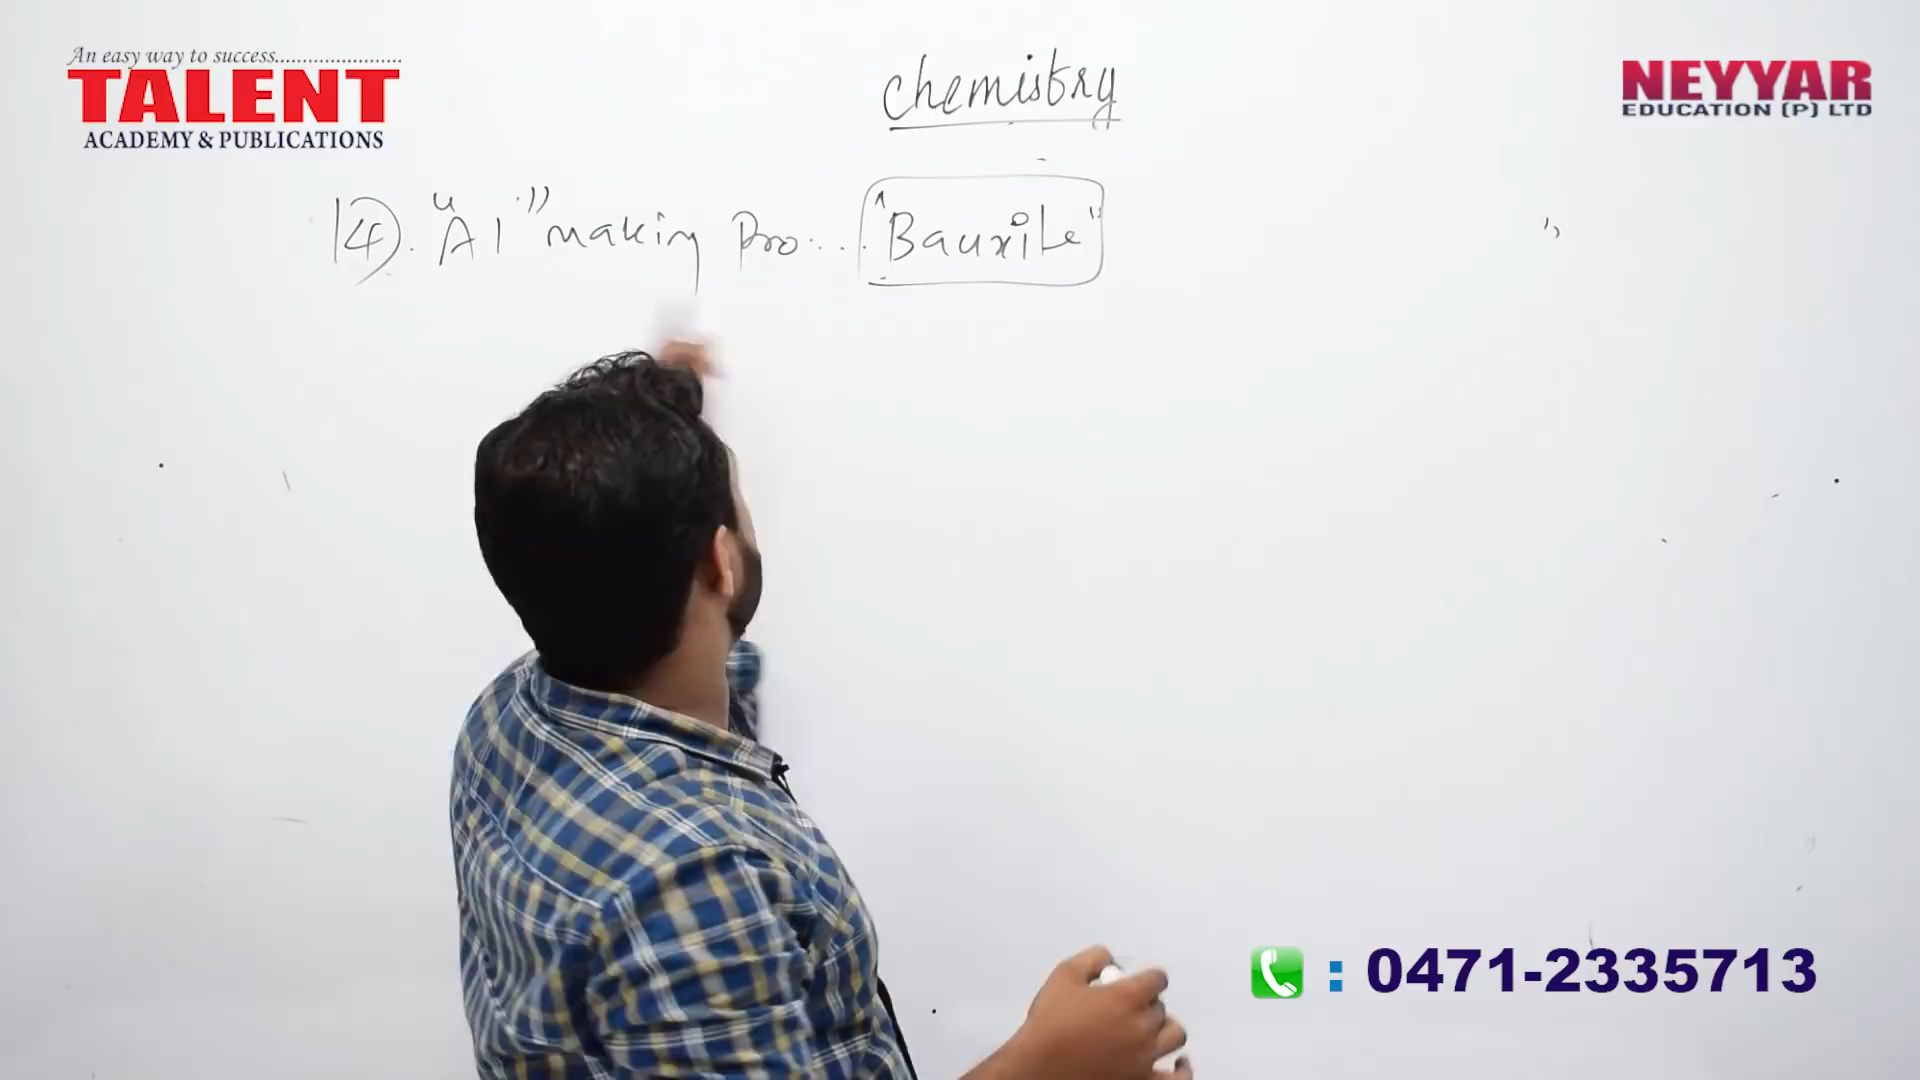 An easy way to success.......................
TALENT
ACADEMY & PUBLICATIONS
NEYYAR
EDUCATION (P) LTD
Chemistry
14). "Al" making Pro... "Bauxite"
: 0471-2335713